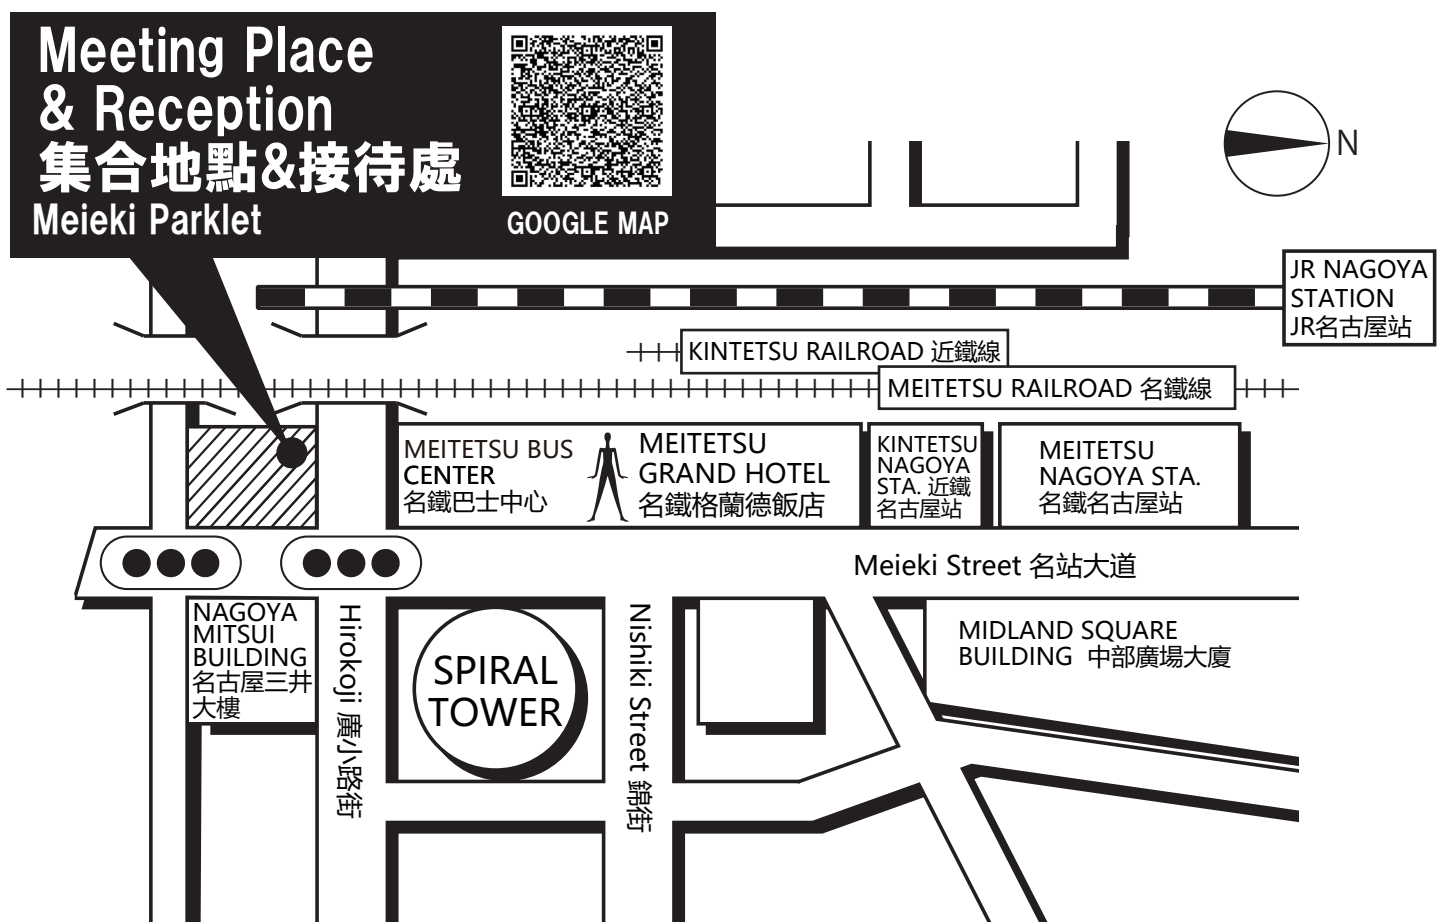 Meeting Place
& Reception
集合地點&接待處
Meieki Parklet
GOOGLE MAP
N
JR NAGOYA
STATION
JR名古屋站
KINTETSU RAILROAD 近鐵線
MEITETSU RAILROAD 名鐵線
MEITETSU BUS
CENTER
名鐵巴士中心
MEITETSU
GRAND HOTEL
名鐵格蘭德飯店
KINTETSU
NAGOYA
STA. 近鐵
名古屋站
MEITETSU
NAGOYA STA.
名鐵名古屋站
Meieki Street 名站大道
NAGOYA
MITSUI
BUILDING
名古屋三井
大樓
Hirokoji 廣小路街
SPIRAL
TOWER
Nishiki Street 錦街
MIDLAND SQUARE
BUILDING 中部廣場大廈